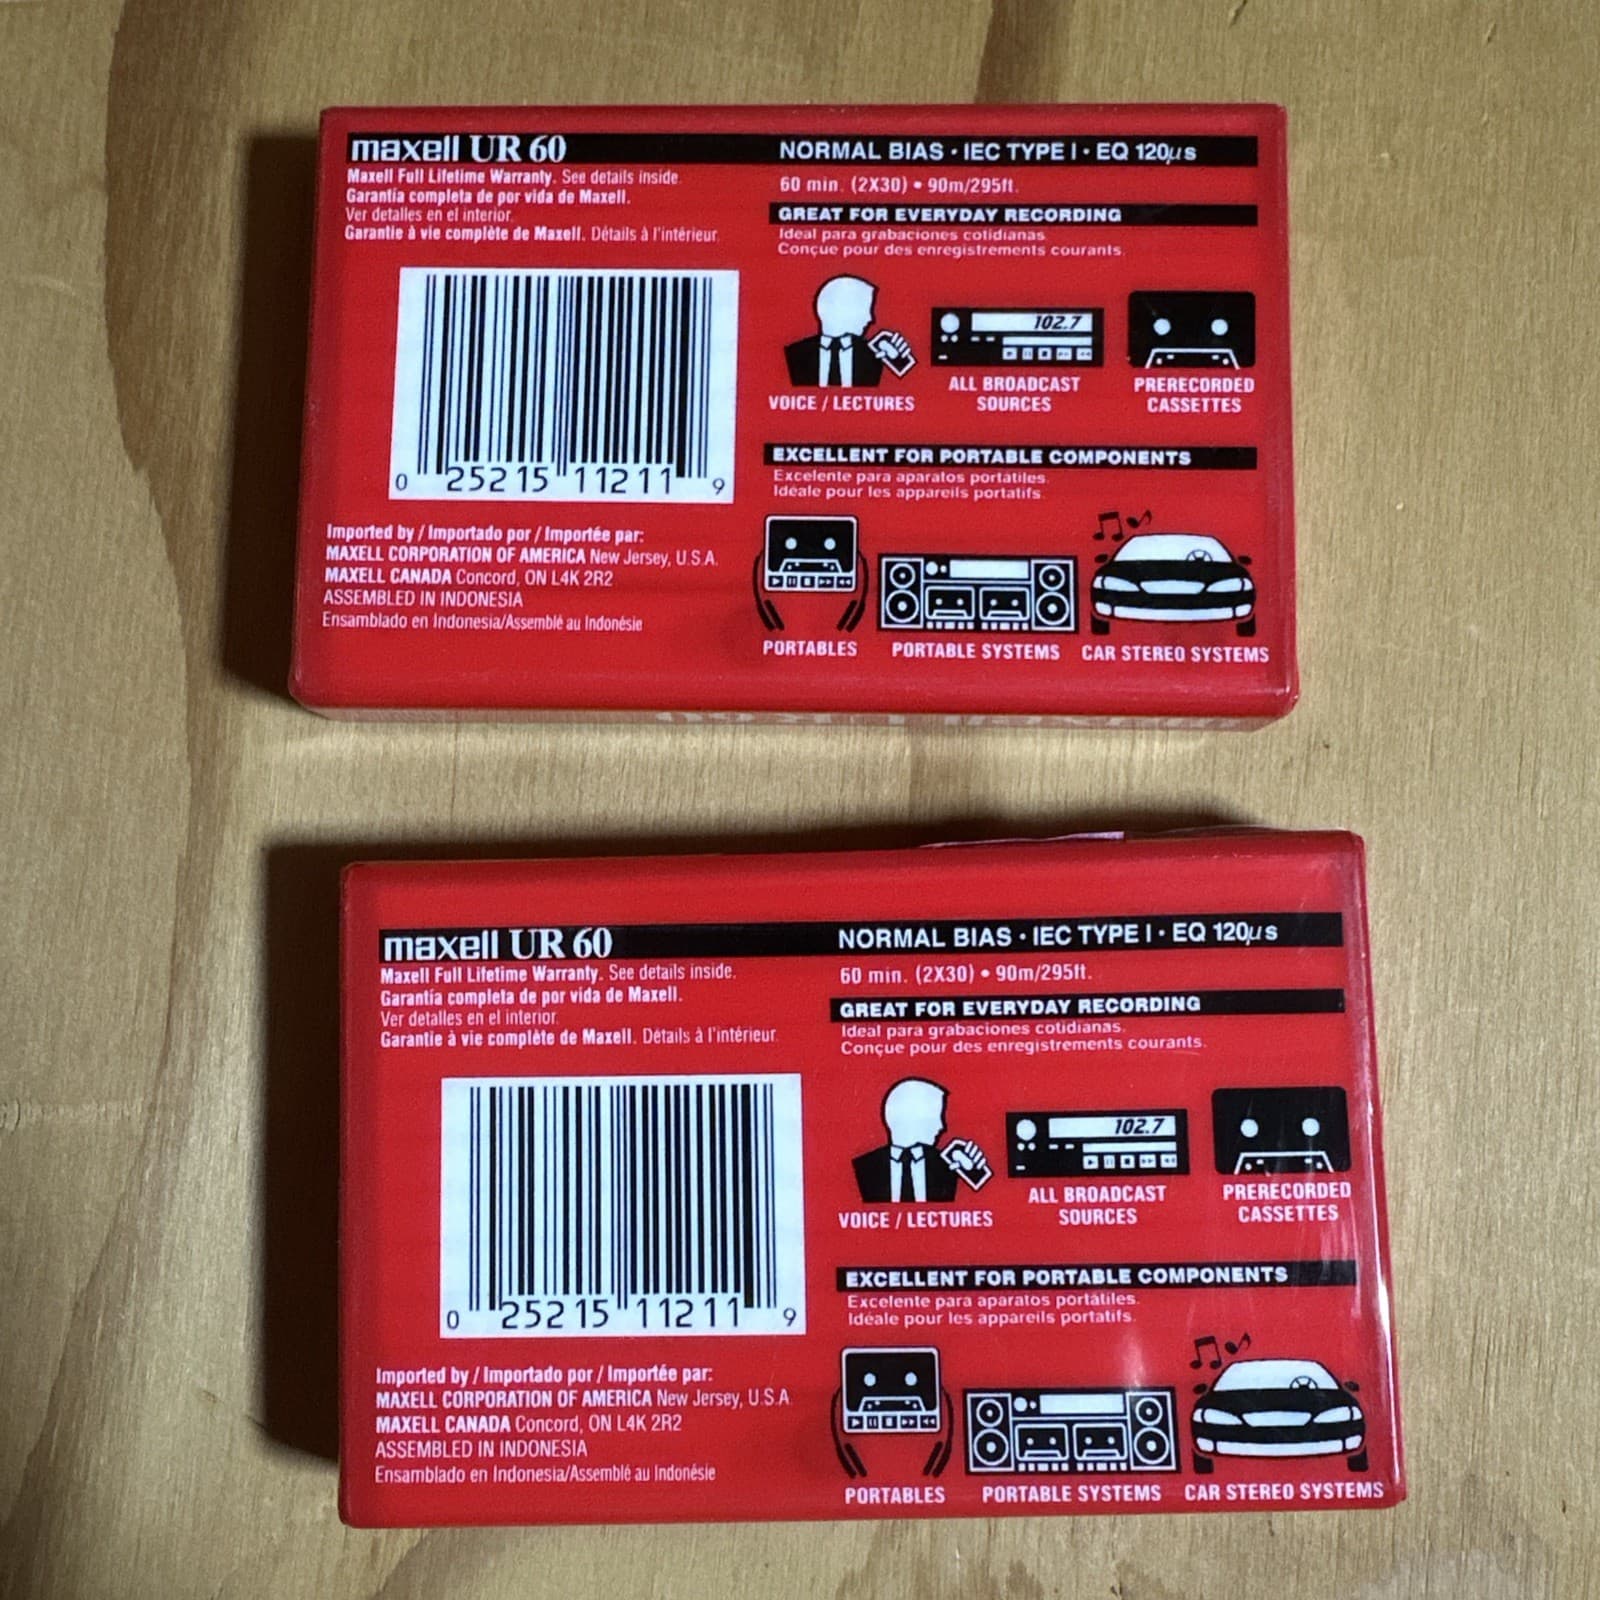 maxell UR 60
NORMAL BIAS · IEC TYPE I · EQ 120µs
Maxell Full Lifetime Warranty. See details inside.
Garantía completa de por vida de Maxell.
Ver detalles en el interior.
Garantie à vie complète de Maxell. Détails à l'intérieur.
60 min. (2X30) • 90m/295ft.
GREAT FOR EVERYDAY RECORDING
Ideal para grabaciones cotidianas.
Conçue pour des enregistrements courants.
102.7
VOICE / LECTURES
ALL BROADCAST
SOURCES
PRERECORDED
CASSETTES
0 25215 11211 9
EXCELLENT FOR PORTABLE COMPONENTS
Excelente para aparatos portátiles.
Idéale pour les appareils portatifs.
Imported by / Importado por / Importée par:
MAXELL CORPORATION OF AMERICA New Jersey, U.S.A.
MAXELL CANADA Concord, ON L4K 2R2
ASSEMBLED IN INDONESIA
Ensamblado en Indonesia/Assemblé au Indonésie
PORTABLES
PORTABLE SYSTEMS
CAR STEREO SYSTEMS
maxell UR 60
maxell UR 60
NORMAL BIAS · IEC TYPE I · EQ 120µs
Maxell Full Lifetime Warranty. See details inside.
Garantía completa de por vida de Maxell.
Ver detalles en el interior.
Garantie à vie complète de Maxell. Détails à l'intérieur.
60 min. (2X30) • 90m/295ft.
GREAT FOR EVERYDAY RECORDING
Ideal para grabaciones cotidianas.
Conçue pour des enregistrements courants.
102.7
VOICE / LECTURES
ALL BROADCAST
SOURCES
PRERECORDED
CASSETTES
0 25215 11211 9
EXCELLENT FOR PORTABLE COMPONENTS
Excelente para aparatos portátiles.
Idéale pour les appareils portatifs.
Imported by / Importado por / Importée par:
MAXELL CORPORATION OF AMERICA New Jersey, U.S.A.
MAXELL CANADA Concord, ON L4K 2R2
ASSEMBLED IN INDONESIA
Ensamblado en Indonesia/Assemblé au Indonésie
PORTABLES
PORTABLE SYSTEMS
CAR STEREO SYSTEMS